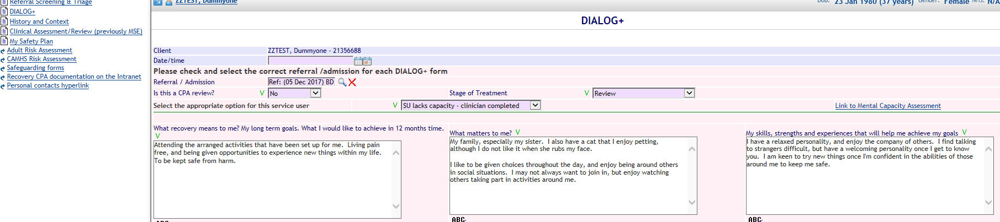 Referral Screening & Triage
DIALOG+
History and Context
Clinical Assessment/Review (previously MSE)
My Safety Plan
Adult Risk Assessment
CAMHS Risk Assessment
Safeguarding forms
Recovery CPA documentation on the Intranet
Personal contacts hyperlink
ZZTEST, Dummyone
DOB: 23 Jan 1980 (37 years) Gender: Female NHS: N/A
DIALOG+
Client ZZTEST, Dummyone - 21356688
Date/time
Please check and select the correct referral /admission for each DIALOG+ form
Referral / Admission Ref: (05 Dec 2017) BD
Is this a CPA review? V No Stage of Treatment V Review
Select the appropriate option for this service user V SU lacks capacity - clinician completed Link to Mental Capacity Assessment
What recovery means to me? My long term goals. What I would like to achieve in 12 months time.
V
Attending the arranged activities that have been set up for me. Living pain
free, and being given opportunities to experience new things within my life.
To be kept safe from harm.
ABC
What matters to me? V
My family, especially my sister. I also have a cat that I enjoy petting,
although I do not like it when she rubs my face.
I like to be given choices throughout the day, and enjoy being around others
in social situations. I may not always want to join in, but enjoy watching
others taking part in activities around me.
ABC
My skills, strengths and experiences that will help me achieve my goals V
I have a relaxed personality, and enjoy the company of others. I find talking
to strangers difficult, but have a welcoming personality once I get to know
you. I am keen to try new things once I'm confident in the abilities of those
around me to keep me safe.
ABC